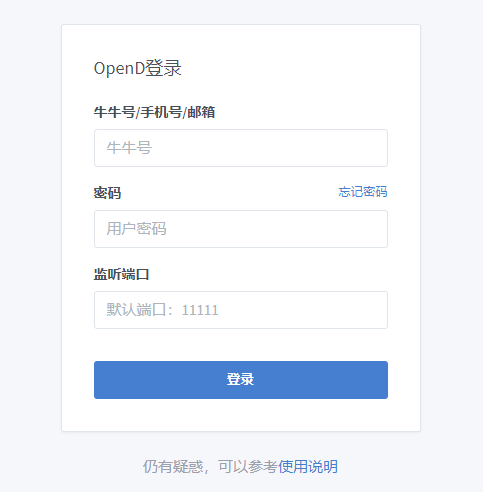 OpenD登录
牛牛号/手机号/邮箱
牛牛号
密码 忘记密码
用户密码
监听端口
默认端口：11111
登录
仍有疑惑，可以参考使用说明